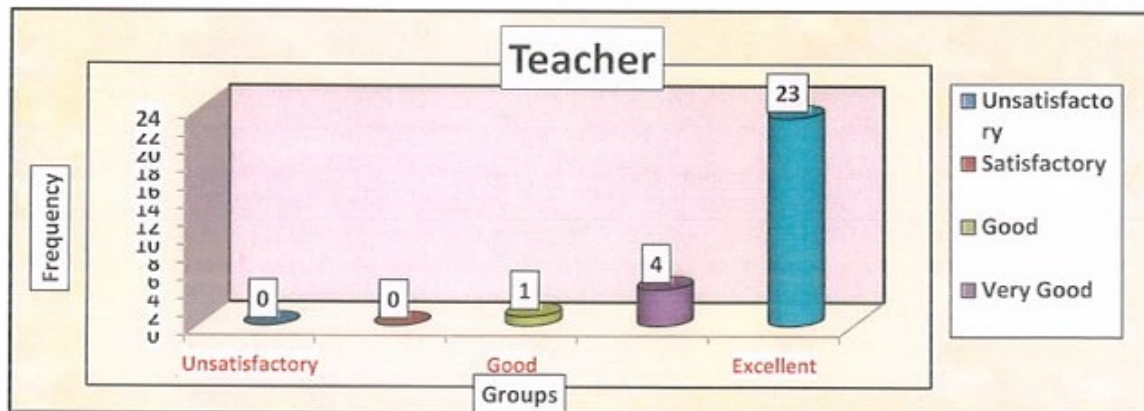 Teacher
Frequency
24
22
20
18
16
14
12
10
8
6
4
2
0
0
0
1
4
23
Unsatisfactory
Good
Excellent
Groups
Unsatisfacto
ry
Satisfactory
Good
Very Good